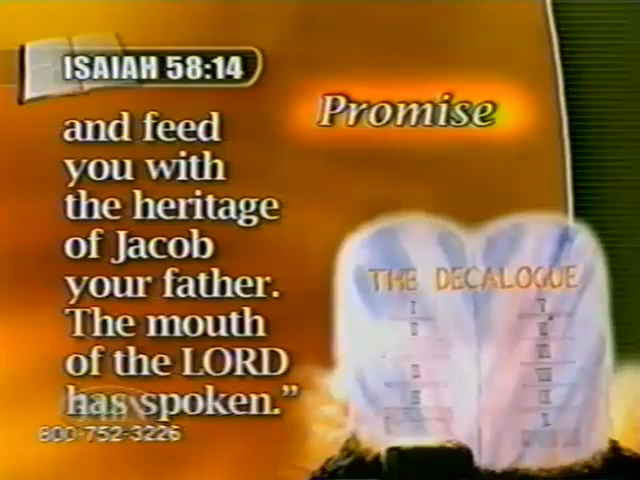 ISAIAH 58:14
Promise
and feed
you with
the heritage
of Jacob
your father.
The mouth
of the LORD
has spoken.”
800-752-3226
THE DECALOGUE